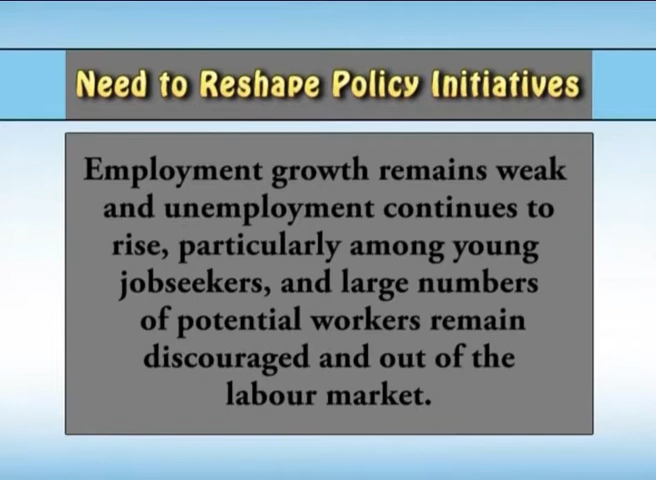 Need to Reshape Policy Initiatives
Employment growth remains weak
and unemployment continues to
rise, particularly among young
jobseekers, and large numbers
of potential workers remain
discouraged and out of the
labour market.